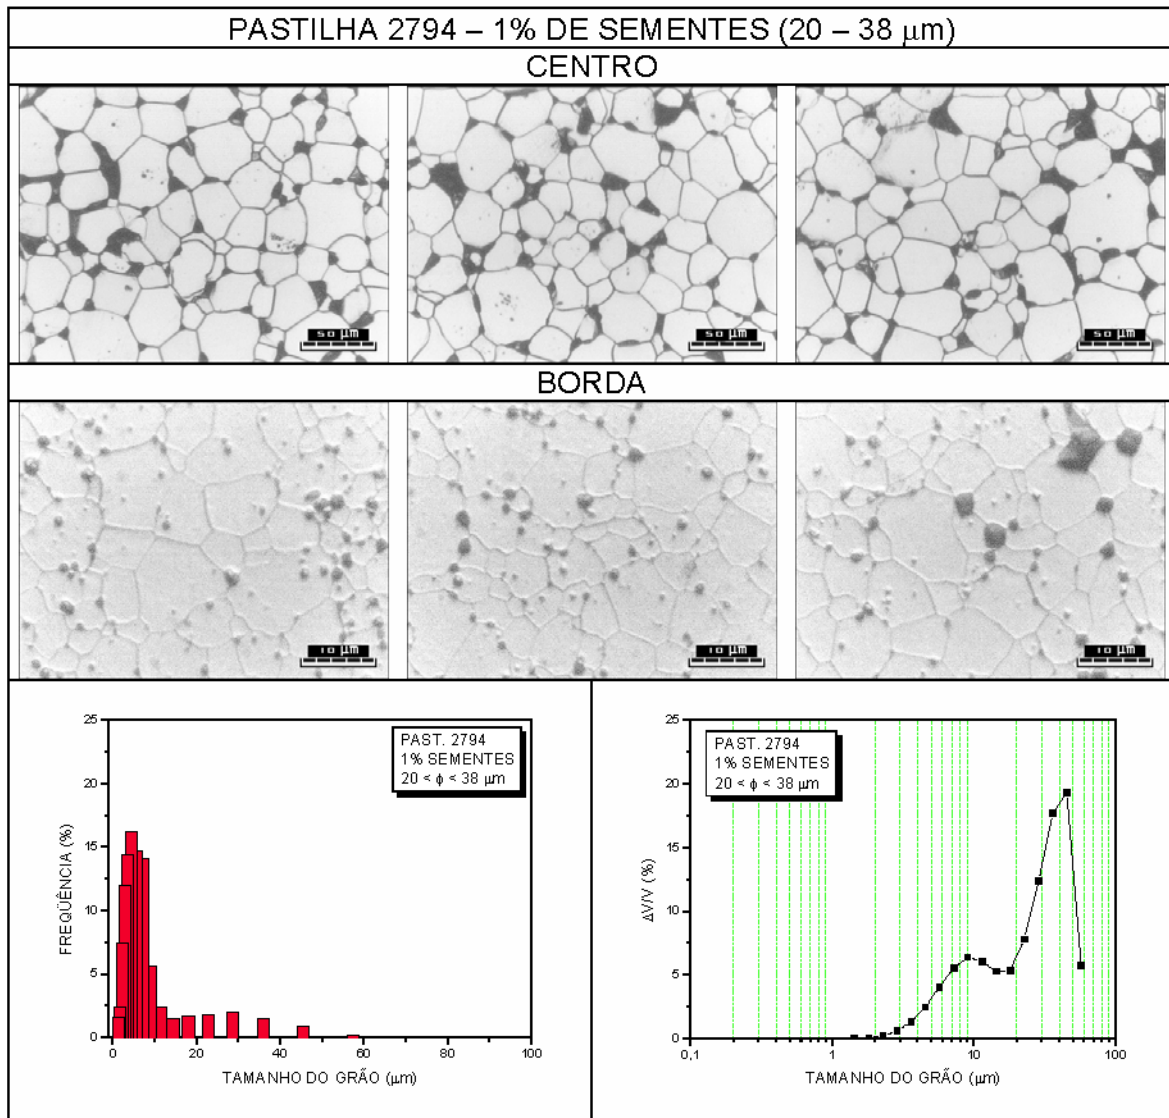 PASTILHA 2794 – 1% DE SEMENTES (20 – 38 μm)
CENTRO
50 μm
50 μm
50 μm
BORDA
10 μm
10 μm
10 μm
25
20
15
10
5
0
FREQÜÊNCIA (%)
PAST. 2794
1% SEMENTES
20 < ϕ < 38 μm
0 20 40 60 80 100
TAMANHO DO GRÃO (μm)
25
20
15
10
5
0
ΔV/V (%)
PAST. 2794
1% SEMENTES
20 < ϕ < 38 μm
0,1 1 10 100
TAMANHO DO GRÃO (μm)